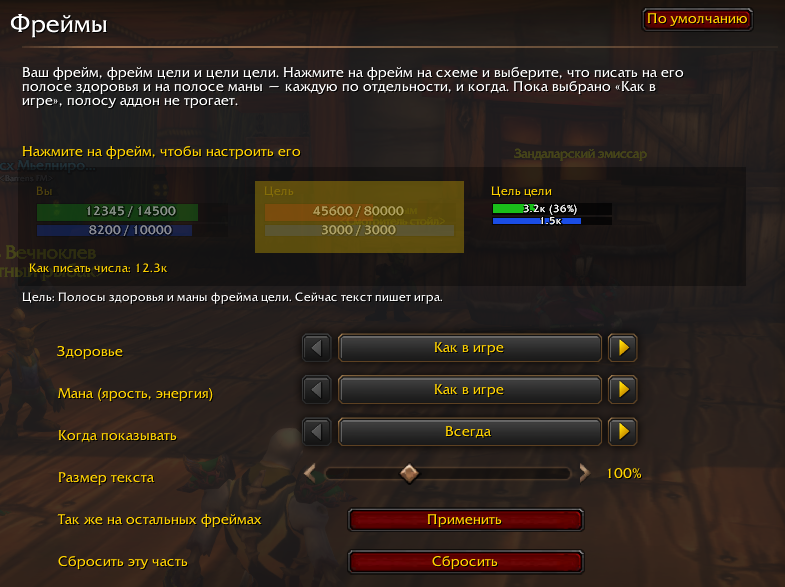 Фреймы
По умолчанию
Ваш фрейм, фрейм цели и цели цели. Нажмите на фрейм на схеме и выберите, что писать на его
полосе здоровья и на полосе маны — каждую по отдельности, и когда. Пока выбрано «Как в
игре», полосу аддон не трогает.
Нажмите на фрейм, чтобы настроить его
Зандаларский эмиссар
Вы
Цель
Цель цели
12345 / 14500
45600 / 80000
3.2к (36%)
8200 / 10000
3000 / 3000
1.5к
Вечноклев
Как писать числа: 12.3к
Цель: Полосы здоровья и маны фрейма цели. Сейчас текст пишет игра.
Здоровье
Как в игре
Мана (ярость, энергия)
Как в игре
Когда показывать
Всегда
Размер текста
100%
Так же на остальных фреймах
Применить
Сбросить эту часть
Сбросить